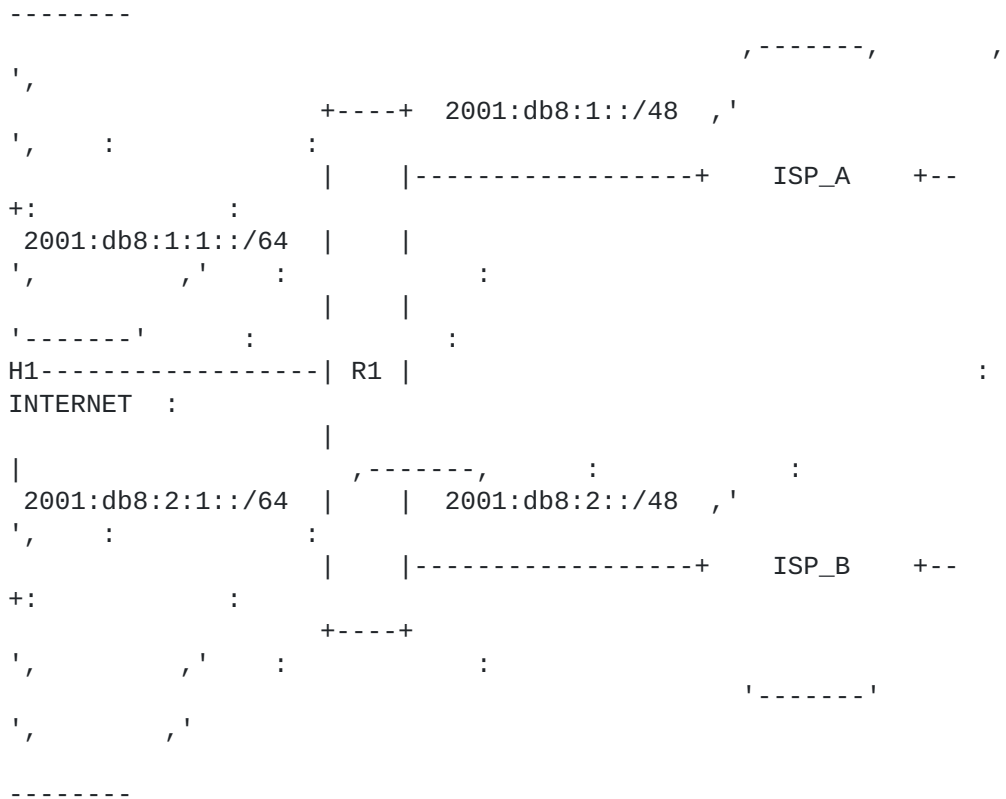 --------
,-------, ,
',
+----+ 2001:db8:1::/48 ,'
', : :
| |------------------+ ISP_A +--
+: :
2001:db8:1:1::/64 | |
', ,' : :
| |
'-------' : :
H1------------------| R1 | :
INTERNET :
|
| ,-------, : :
2001:db8:2:1::/64 | | 2001:db8:2::/48 ,'
', : :
| |------------------+ ISP_B +--
+: :
+----+
', ,' : :
'-------'
', ,'
--------